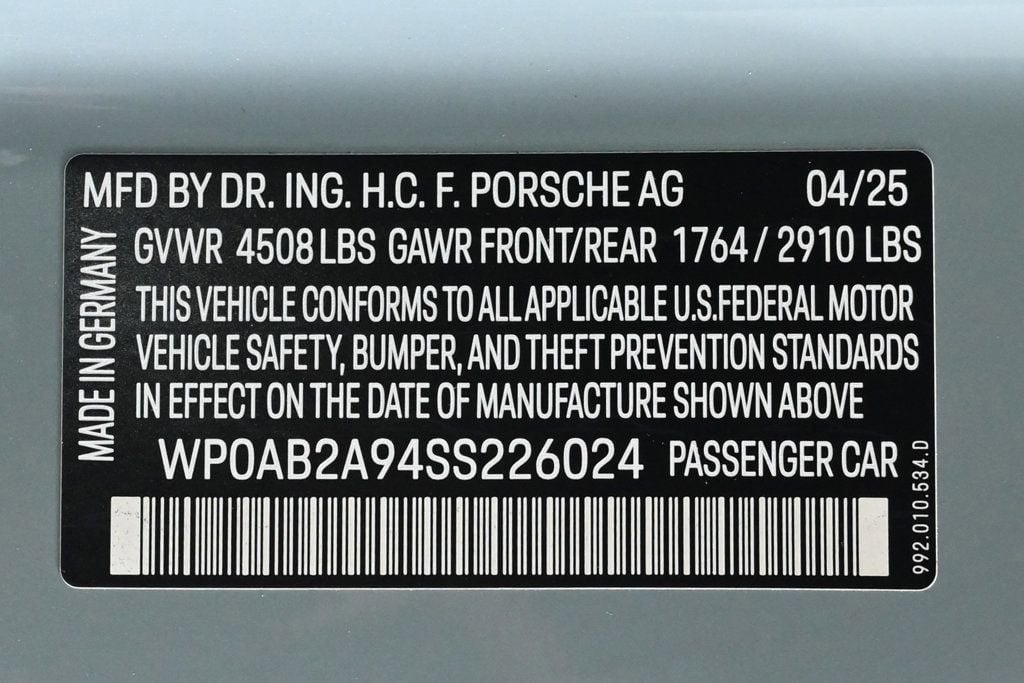 MFD BY DR. ING. H.C. F. PORSCHE AG 04/25
GVWR 4508 LBS GAWR FRONT/REAR 1764 / 2910 LBS
THIS VEHICLE CONFORMS TO ALL APPLICABLE U.S.FEDERAL MOTOR
VEHICLE SAFETY, BUMPER, AND THEFT PREVENTION STANDARDS
IN EFFECT ON THE DATE OF MANUFACTURE SHOWN ABOVE
WP0AB2A94SS226024 PASSENGER CAR
MADE IN GERMANY
992.010.534.D